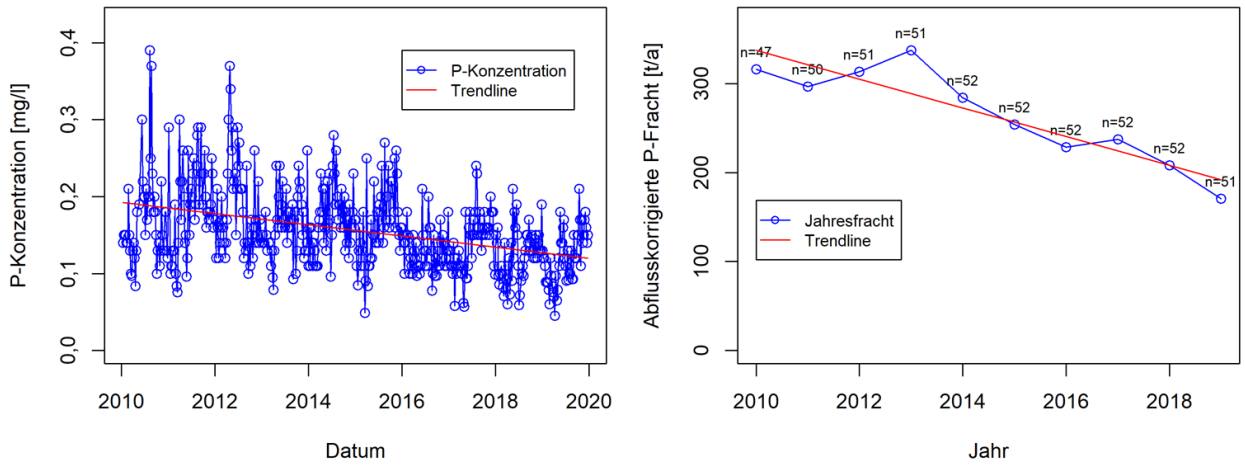 P-Konzentration [mg/l]
0,4
0,3
0,2
0,1
0,0
P-Konzentration
Trendline
2010 2012 2014 2016 2018 2020
Datum
Abflusskorrigierte P-Fracht [t/a]
300
200
100
0
n=47
n=50
n=51
n=51
n=52
n=52
n=52
n=52
n=52
n=51
Jahresfracht
Trendline
2010 2012 2014 2016 2018
Jahr